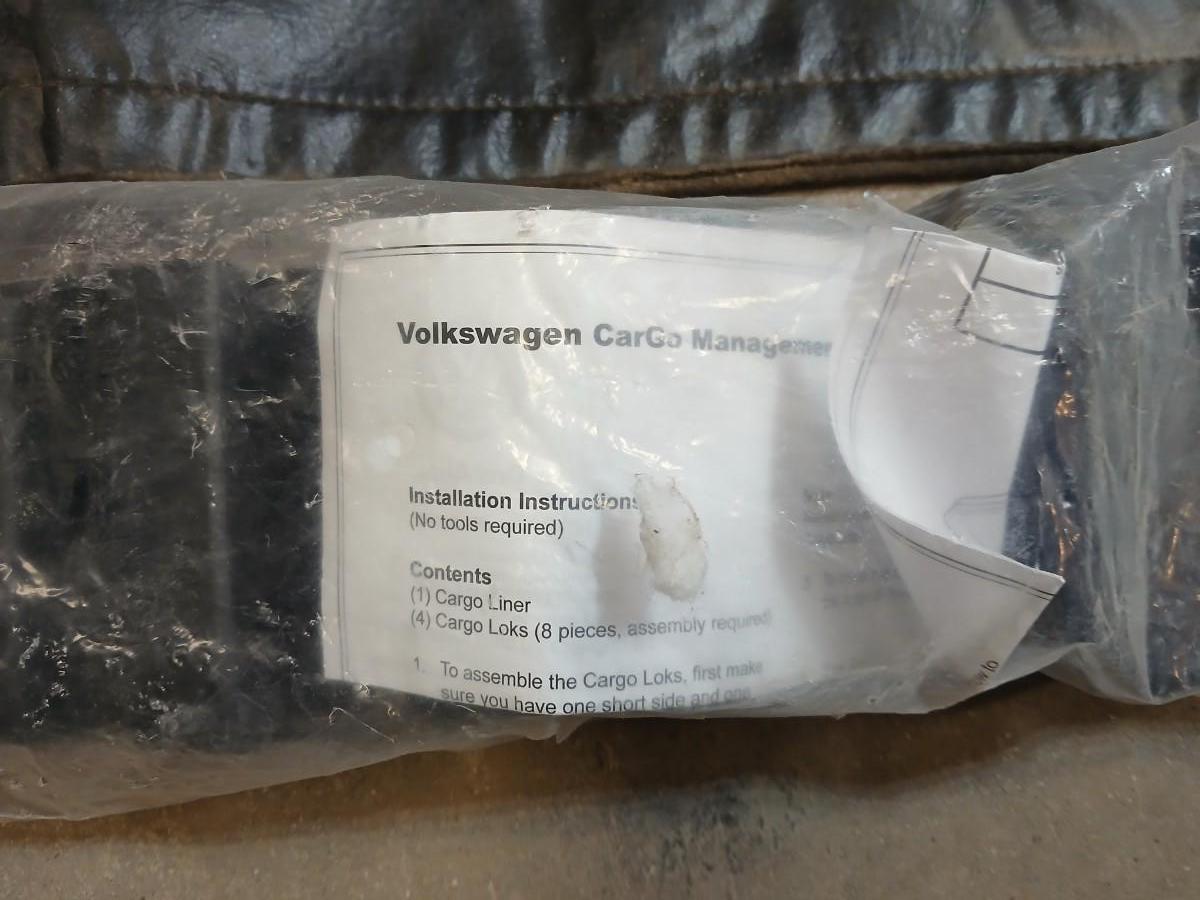 Volkswagen CarGo Managemen
Installation Instructions
(No tools required)
Contents
(1) Cargo Liner
(4) Cargo Loks (8 pieces, assembly required)
1. To assemble the Cargo Loks, first make
sure you have one short side and one